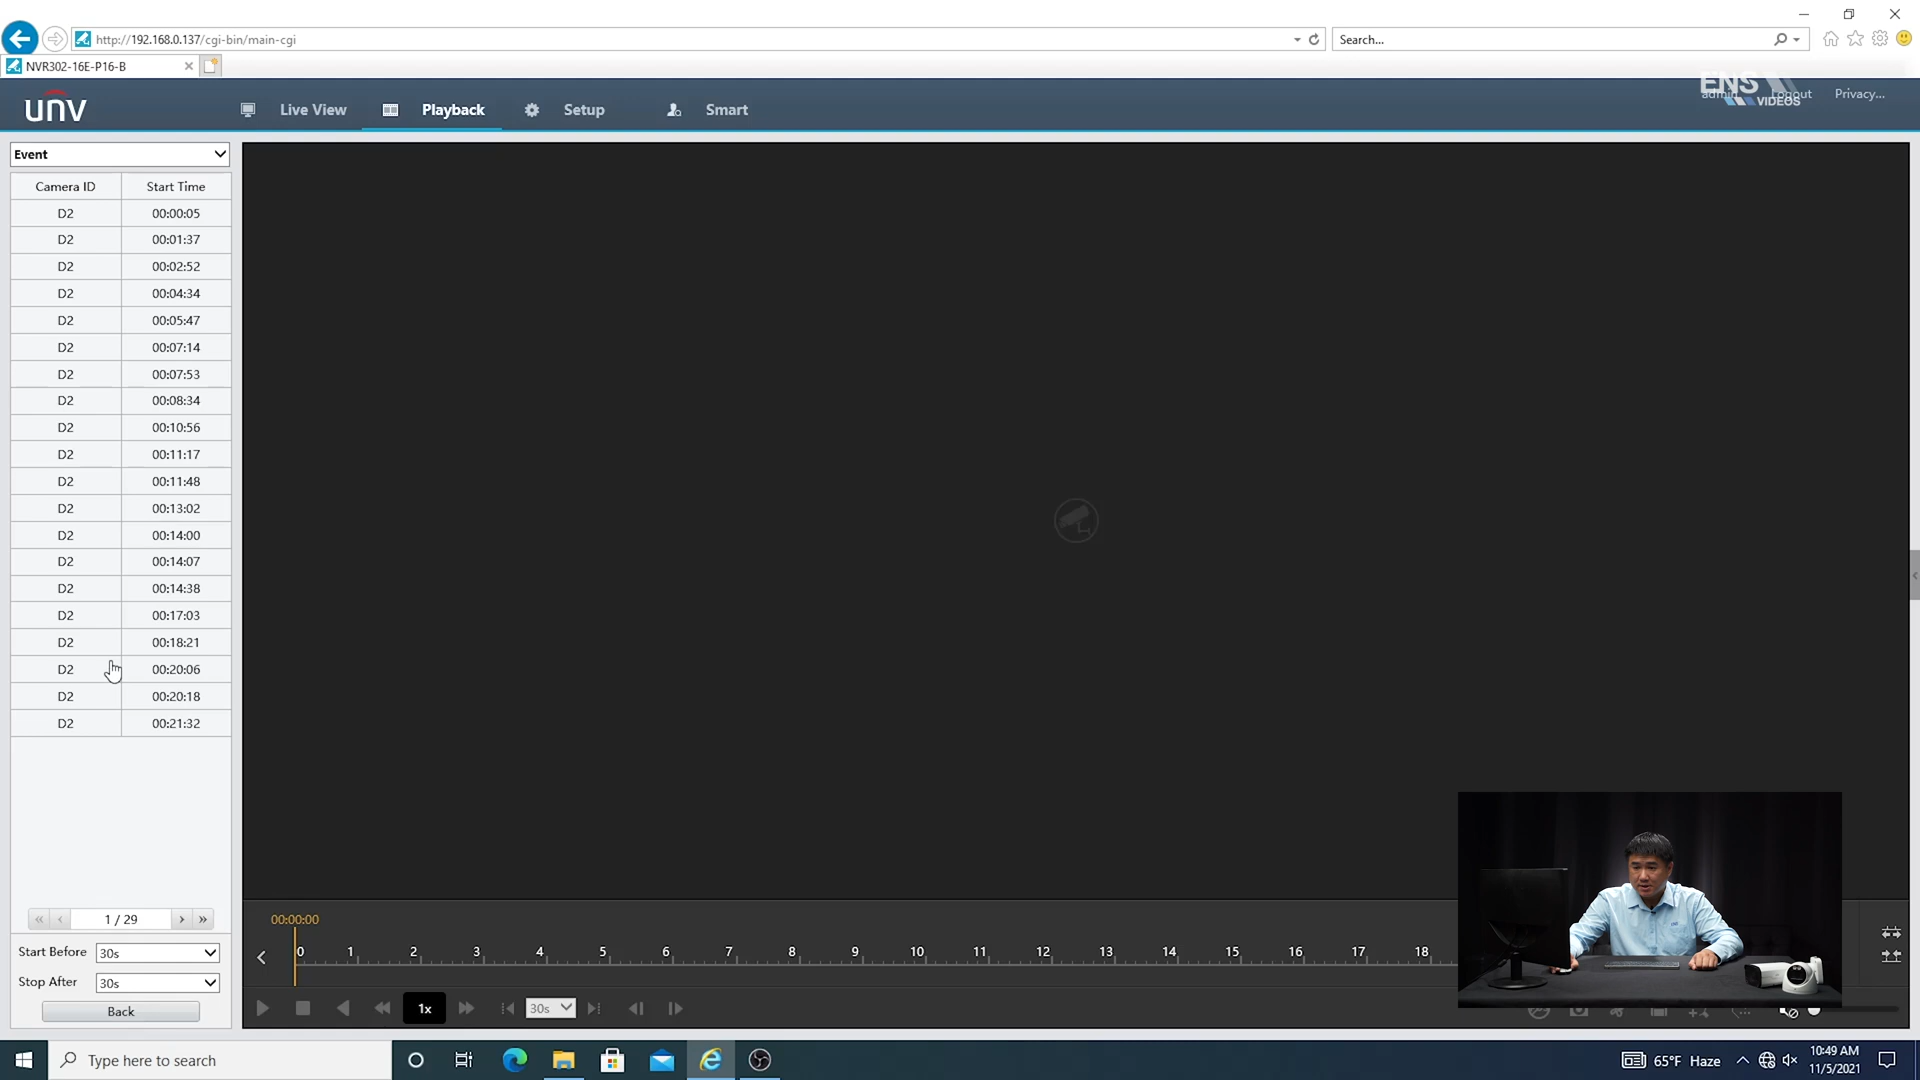 http://192.168.0.137/cgi-bin/main-cgi
Search...
NVR302-16E-P16-B
unv
Live View
Playback
Setup
Smart
ENS VIDEOS
admin
Logout
Privacy...
Event
Camera ID Start Time
D2 00:00:05
D2 00:01:37
D2 00:02:52
D2 00:04:34
D2 00:05:47
D2 00:07:14
D2 00:07:53
D2 00:08:34
D2 00:10:56
D2 00:11:17
D2 00:11:48
D2 00:13:02
D2 00:14:00
D2 00:14:07
D2 00:14:38
D2 00:17:03
D2 00:18:21
D2 00:20:06
D2 00:20:18
D2 00:21:32
« ‹ 1 / 29 › »
Start Before 30s
Stop After 30s
Back
00:00:00
0 1 2 3 4 5 6 7 8 9 10 11 12 13 14 15 16 17 18
1x
30s
Type here to search
65°F Haze
10:49 AM
11/5/2021